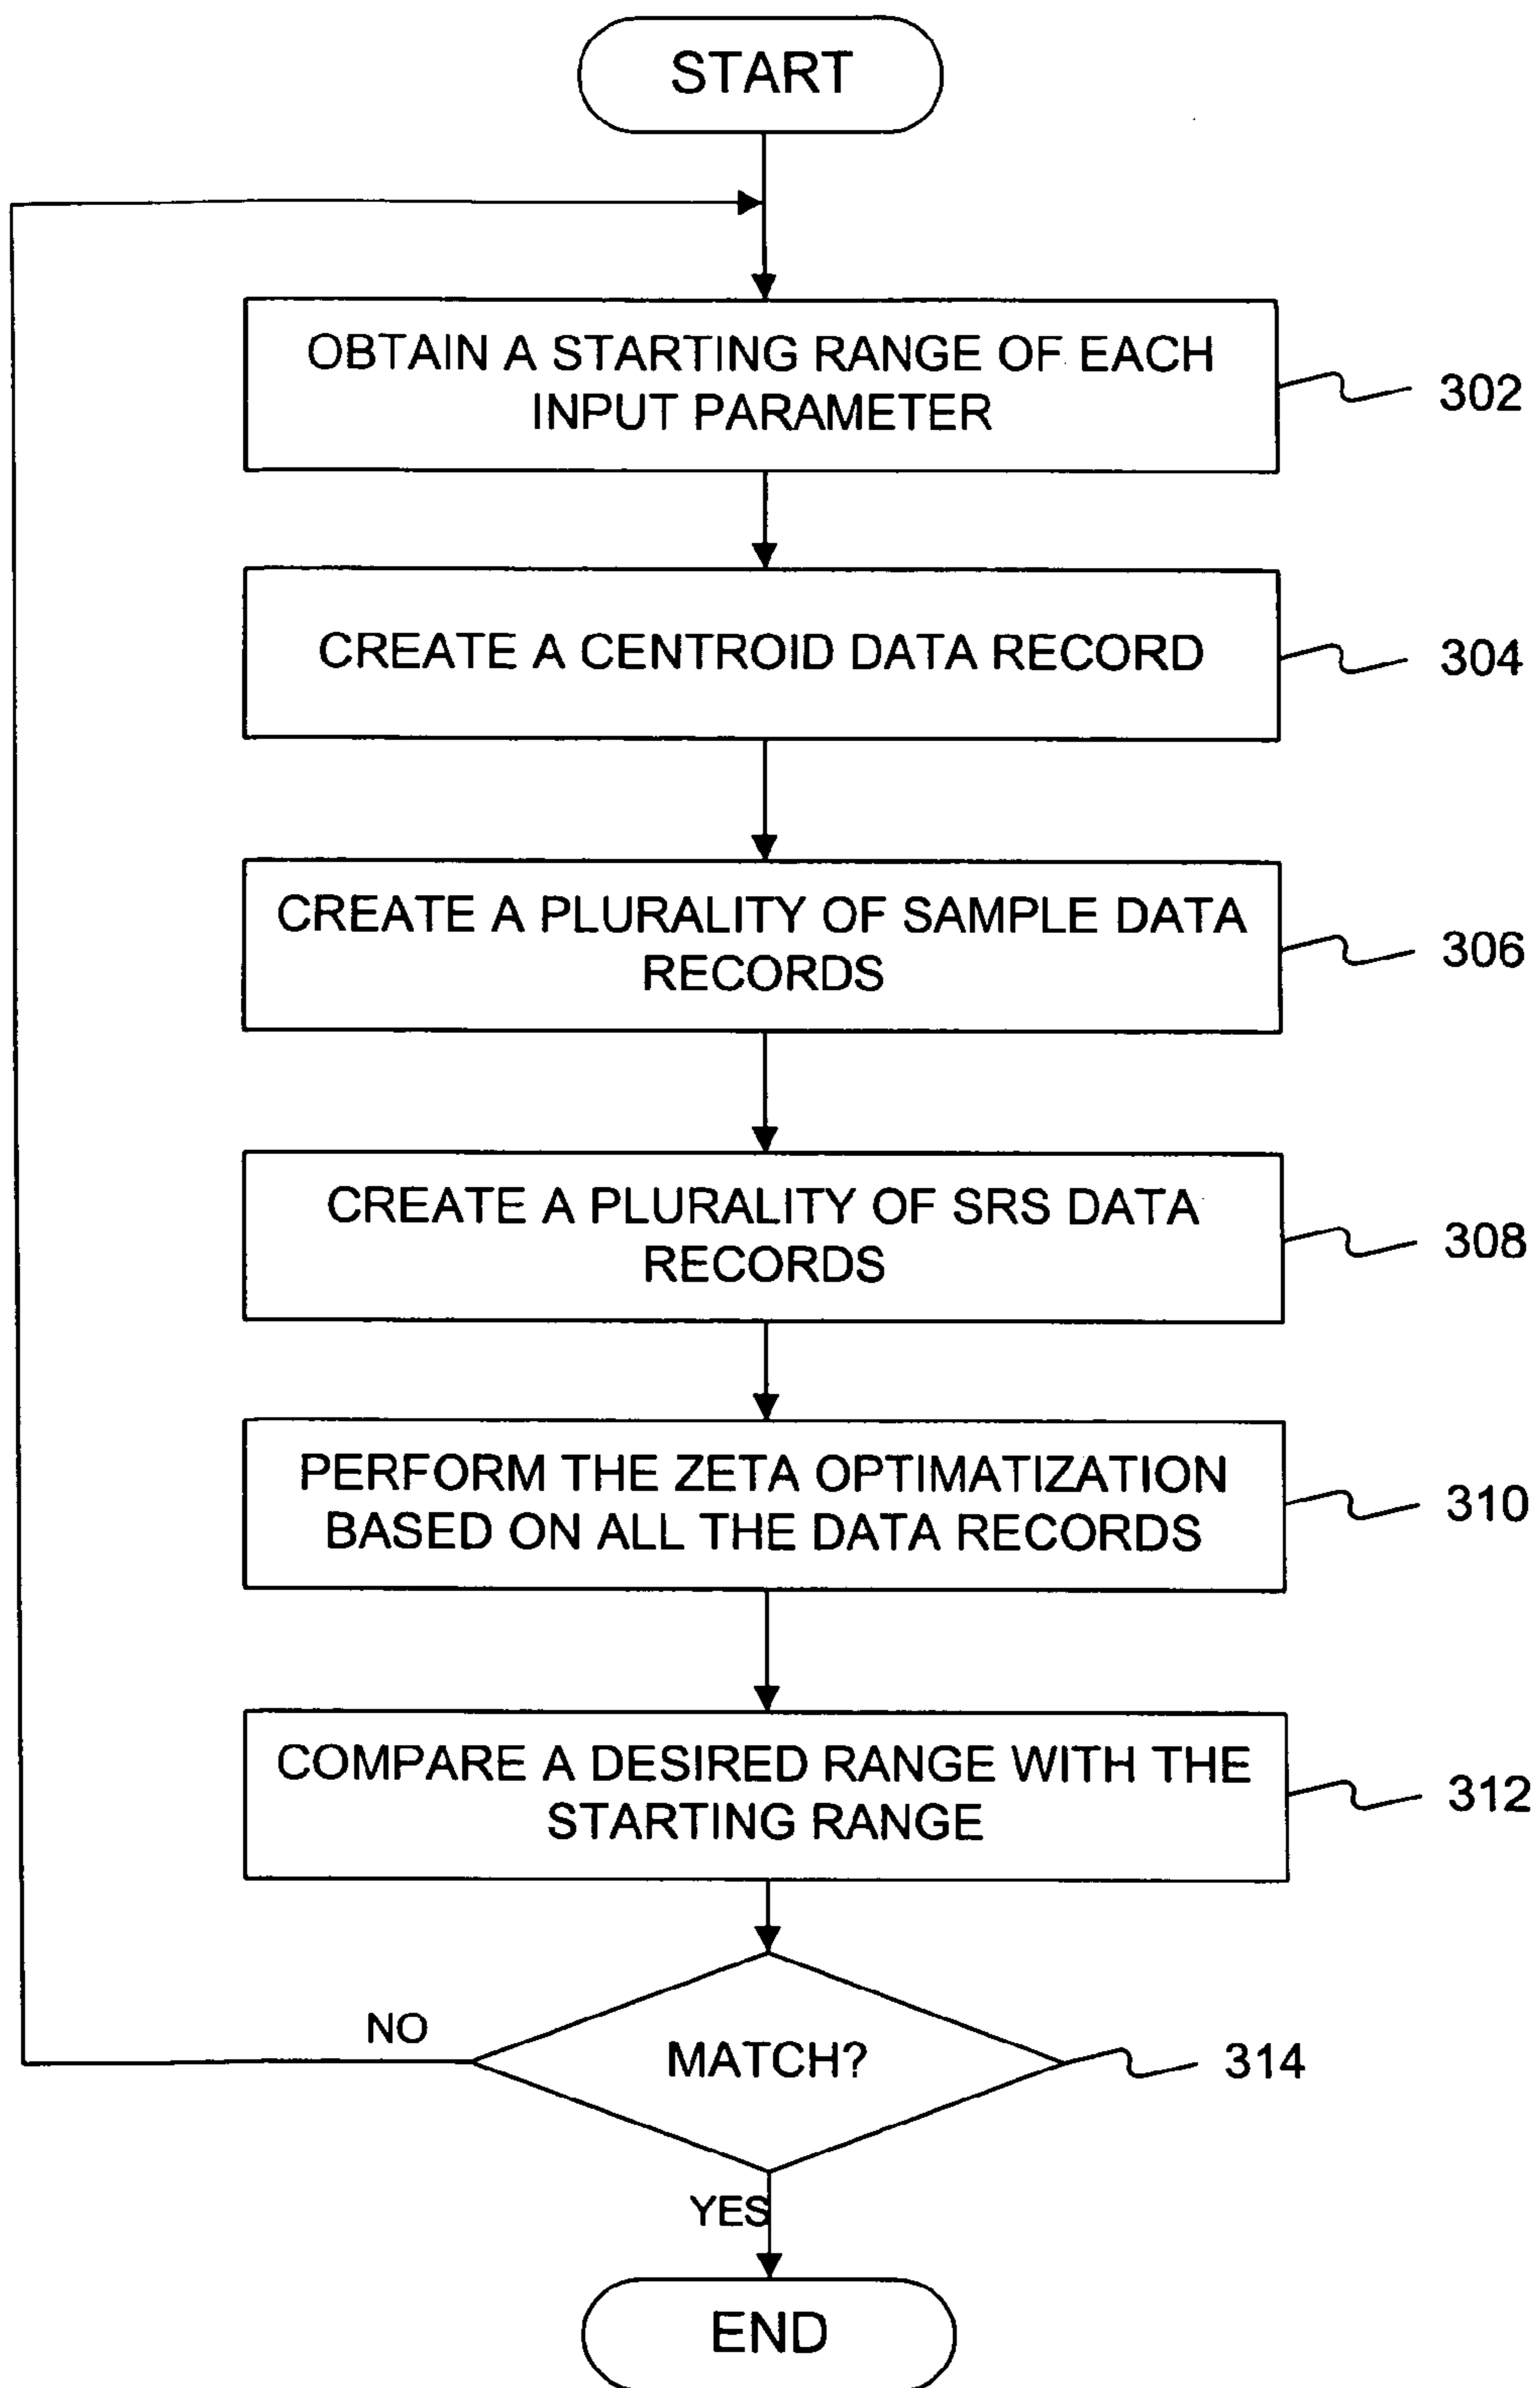 START
OBTAIN A STARTING RANGE OF EACH
INPUT PARAMETER
302
CREATE A CENTROID DATA RECORD
304
CREATE A PLURALITY OF SAMPLE DATA
RECORDS
306
CREATE A PLURALITY OF SRS DATA
RECORDS
308
PERFORM THE ZETA OPTIMATIZATION
BASED ON ALL THE DATA RECORDS
310
COMPARE A DESIRED RANGE WITH THE
STARTING RANGE
312
NO
MATCH?
314
YES
END